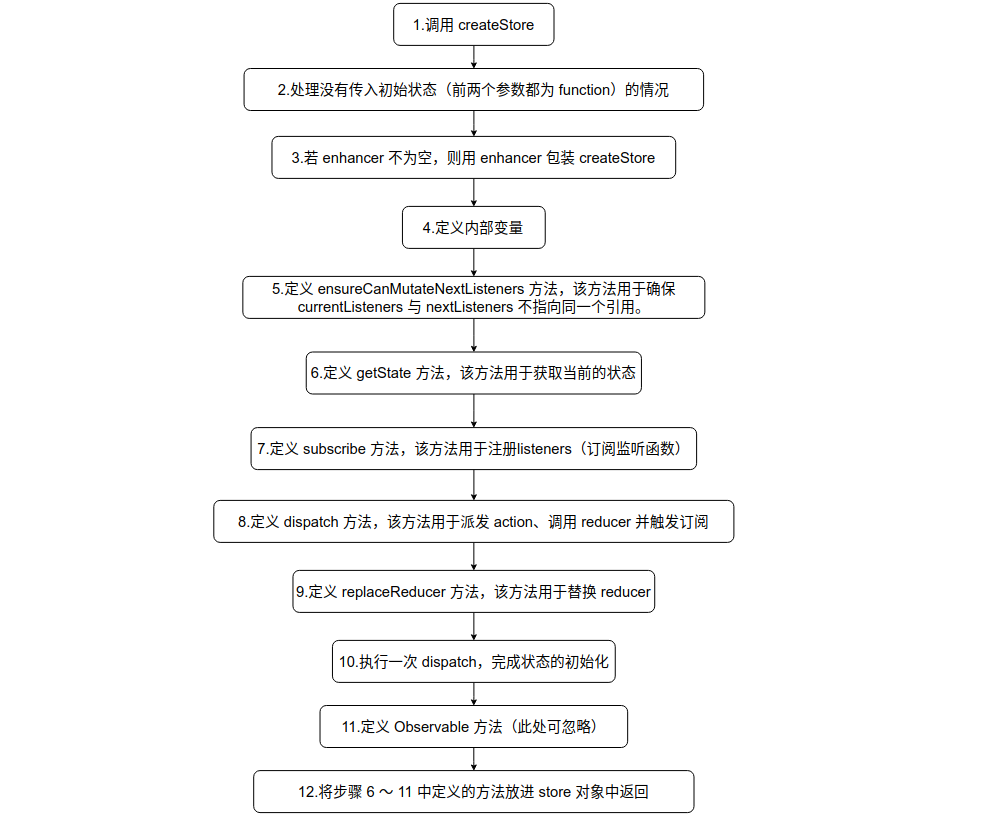 1.调用 createStore
2.处理没有传入初始状态（前两个参数都为 function）的情况
3.若 enhancer 不为空，则用 enhancer 包装 createStore
4.定义内部变量
5.定义 ensureCanMutateNextListeners 方法，该方法用于确保
currentListeners 与 nextListeners 不指向同一个引用。
6.定义 getState 方法，该方法用于获取当前的状态
7.定义 subscribe 方法，该方法用于注册listeners（订阅监听函数）
8.定义 dispatch 方法，该方法用于派发 action、调用 reducer 并触发订阅
9.定义 replaceReducer 方法，该方法用于替换 reducer
10.执行一次 dispatch，完成状态的初始化
11.定义 Observable 方法（此处可忽略）
12.将步骤 6 ～ 11 中定义的方法放进 store 对象中返回